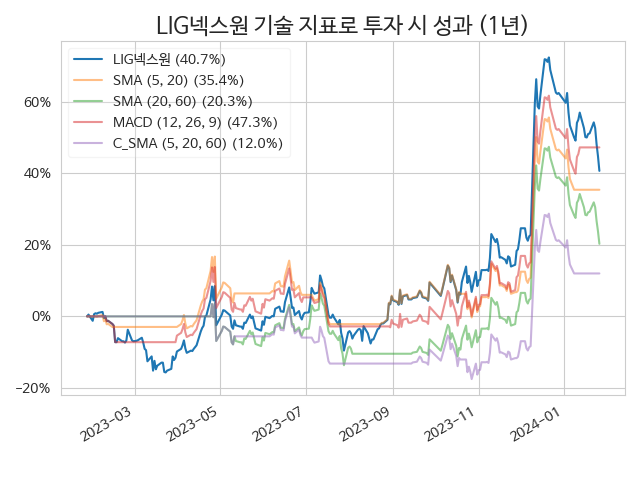 LIG넥스원 기술 지표로 투자 시 성과 (1년)
LIG넥스원 (40.7%)
SMA (5, 20) (35.4%)
SMA (20, 60) (20.3%)
MACD (12, 26, 9) (47.3%)
C_SMA (5, 20, 60) (12.0%)
60%
40%
20%
0%
−20%
2023−03
2023−05
2023−07
2023−09
2023−11
2024−01